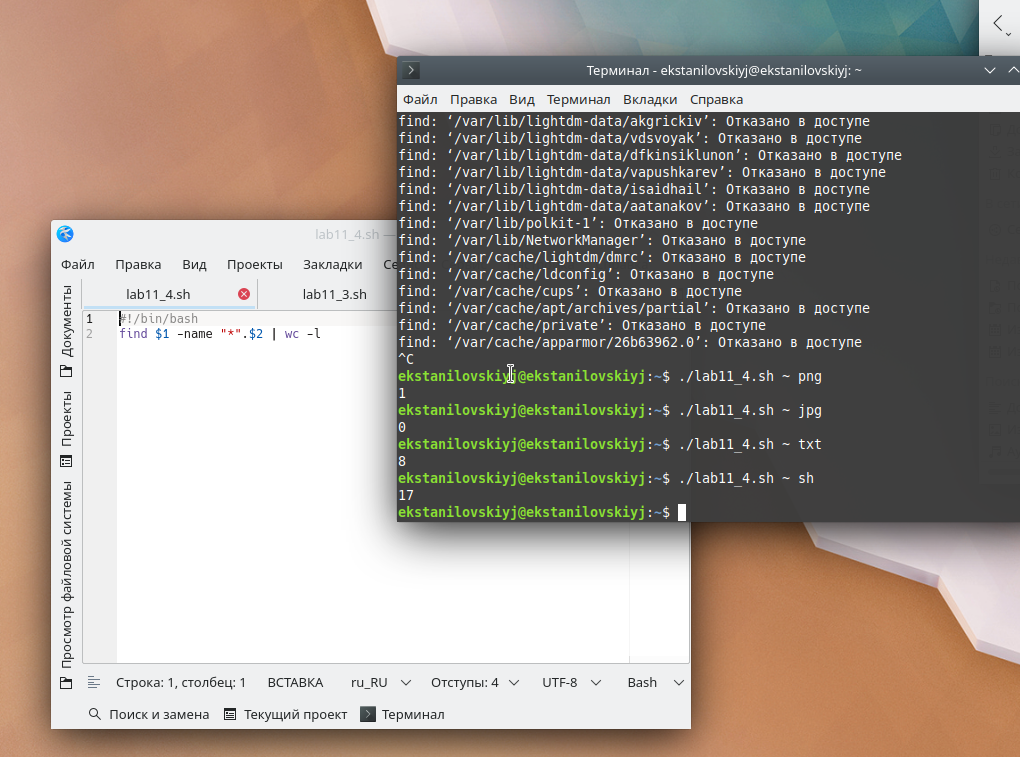 Терминал - ekstanilovskiyj@ekstanilovskiyj: ~
Файл Правка Вид Терминал Вкладки Справка
find: ‘/var/lib/lightdm-data/akgrickiv’: Отказано в доступе
find: ‘/var/lib/lightdm-data/vdsvoyak’: Отказано в доступе
find: ‘/var/lib/lightdm-data/dfkinsiklunon’: Отказано в доступе
find: ‘/var/lib/lightdm-data/vapushkarev’: Отказано в доступе
find: ‘/var/lib/lightdm-data/isaidhail’: Отказано в доступе
find: ‘/var/lib/lightdm-data/aatanakov’: Отказано в доступе
find: ‘/var/lib/polkit-1’: Отказано в доступе
find: ‘/var/lib/NetworkManager’: Отказано в доступе
find: ‘/var/cache/lightdm/dmrc’: Отказано в доступе
find: ‘/var/cache/ldconfig’: Отказано в доступе
find: ‘/var/cache/cups’: Отказано в доступе
find: ‘/var/cache/apt/archives/partial’: Отказано в доступе
find: ‘/var/cache/private’: Отказано в доступе
find: ‘/var/cache/apparmor/26b63962.0’: Отказано в доступе
^C
ekstanilovskiyj@ekstanilovskiyj:~$ ./lab11_4.sh ~ png
1
ekstanilovskiyj@ekstanilovskiyj:~$ ./lab11_4.sh ~ jpg
0
ekstanilovskiyj@ekstanilovskiyj:~$ ./lab11_4.sh ~ txt
8
ekstanilovskiyj@ekstanilovskiyj:~$ ./lab11_4.sh ~ sh
17
ekstanilovskiyj@ekstanilovskiyj:~$
lab11_4.sh —
Файл Правка Вид Проекты Закладки Се
lab11_4.sh lab11_3.sh
1 #!/bin/bash
2 find $1 -name "*".$2 | wc -l
Документы
Проекты
Просмотр файловой системы
Строка: 1, столбец: 1 ВСТАВКА ru_RU Отступы: 4 UTF-8 Bash
Поиск и замена Текущий проект Терминал